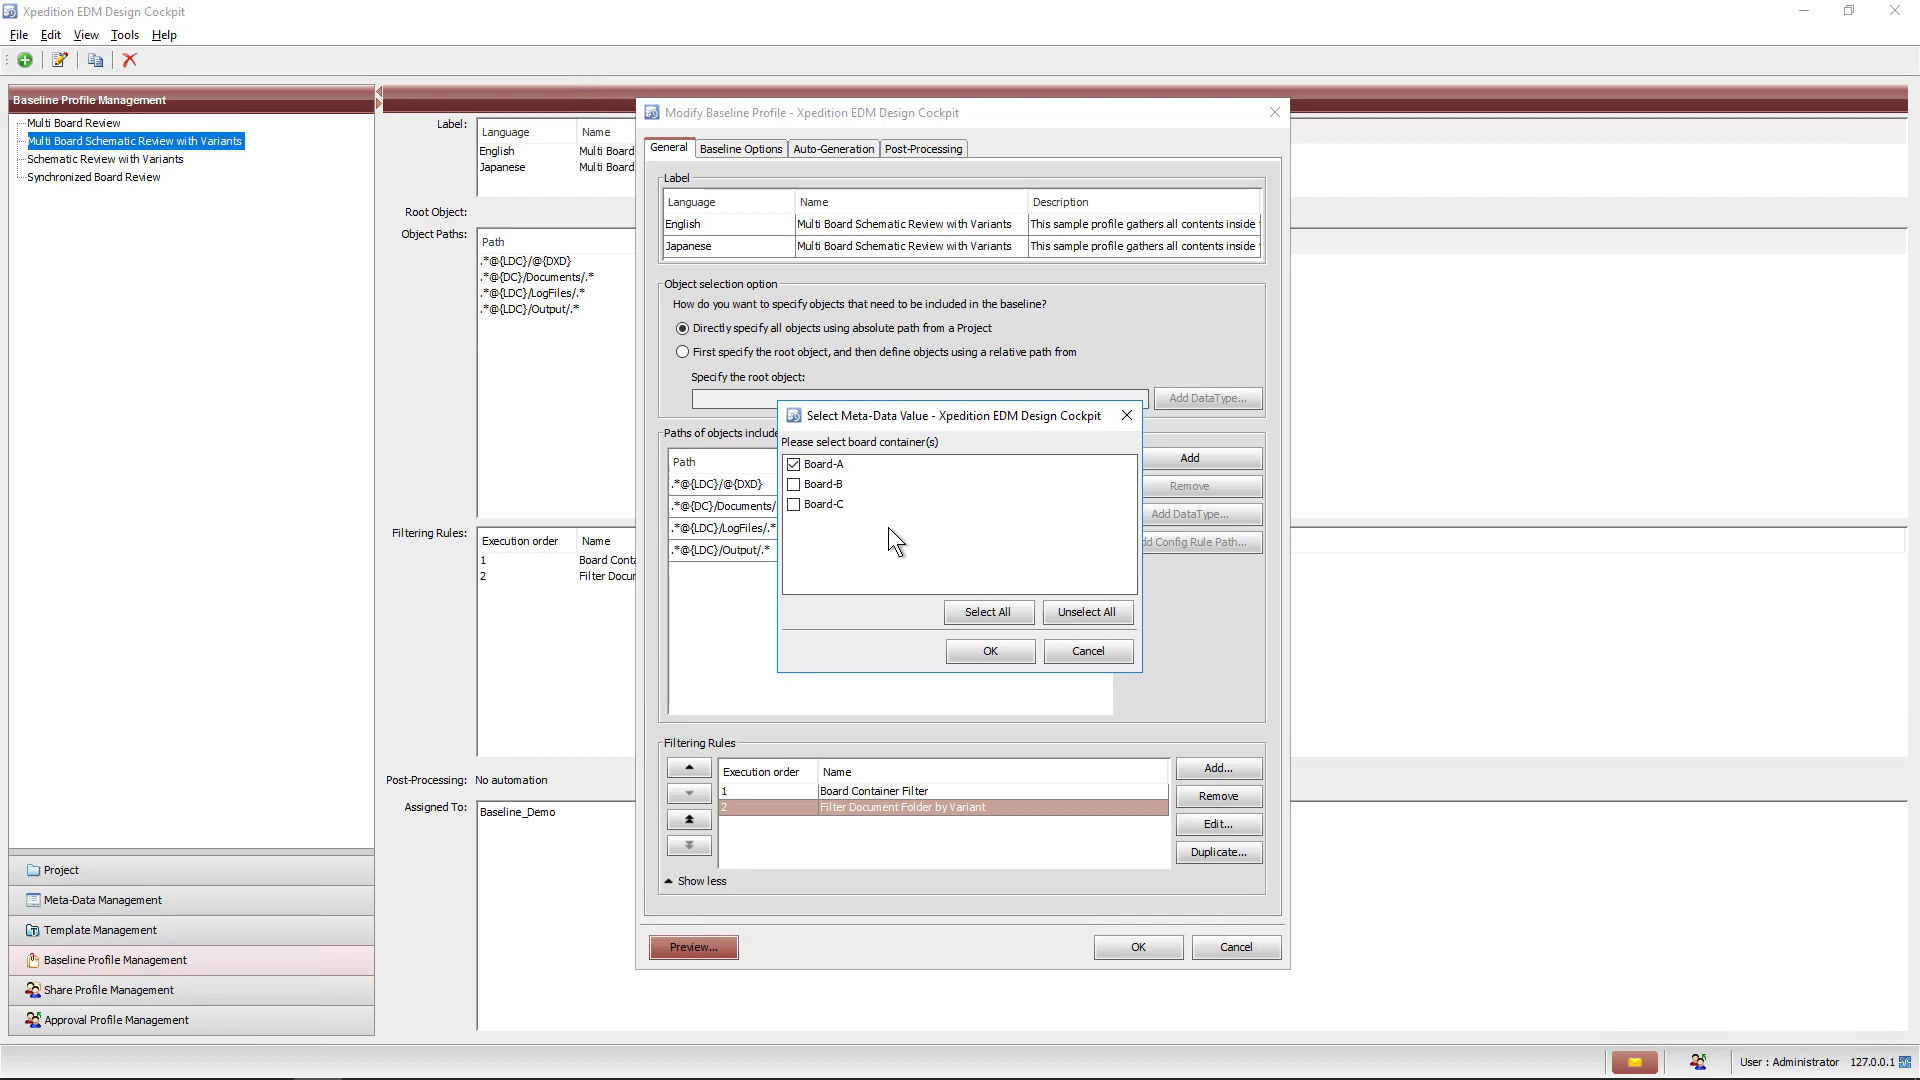 Xpedition EDM Design Cockpit
File Edit View Tools Help
Baseline Profile Management
Multi Board Review
Multi Board Schematic Review with Variants
Schematic Review with Variants
Synchronized Board Review
Project
Meta-Data Management
Template Management
Baseline Profile Management
Share Profile Management
Approval Profile Management
Label:
Language Name
English Multi Board
Japanese Multi Board
Root Object:
Object Paths:
Path
.*@{LDC}/@{DXD}
.*@{DC}/Documents/.*
.*@{LDC}/LogFiles/.*
.*@{LDC}/Output/.*
Filtering Rules:
Execution order Name
1 Board Conta
2 Filter Docum
Post-Processing: No automation
Assigned To: Baseline_Demo
Modify Baseline Profile - Xpedition EDM Design Cockpit
General Baseline Options Auto-Generation Post-Processing
Label
Language Name Description
English Multi Board Schematic Review with Variants This sample profile gathers all contents inside
Japanese Multi Board Schematic Review with Variants This sample profile gathers all contents inside
Object selection option
How do you want to specify objects that need to be included in the baseline?
Directly specify all objects using absolute path from a Project
First specify the root object, and then define objects using a relative path from
Specify the root object:
Add DataType...
Paths of objects include
Path
.*@{LDC}/@{DXD}
.*@{DC}/Documents/
.*@{LDC}/LogFiles/.*
.*@{LDC}/Output/.*
Add
Remove
Add DataType...
d Config Rule Path...
Select Meta-Data Value - Xpedition EDM Design Cockpit
Please select board container(s)
Board-A
Board-B
Board-C
Select All Unselect All
OK Cancel
Filtering Rules
Execution order Name
1 Board Container Filter
2 Filter Document Folder by Variant
Add...
Remove
Edit...
Duplicate...
Show less
Preview... OK Cancel
User : Administrator 127.0.0.1